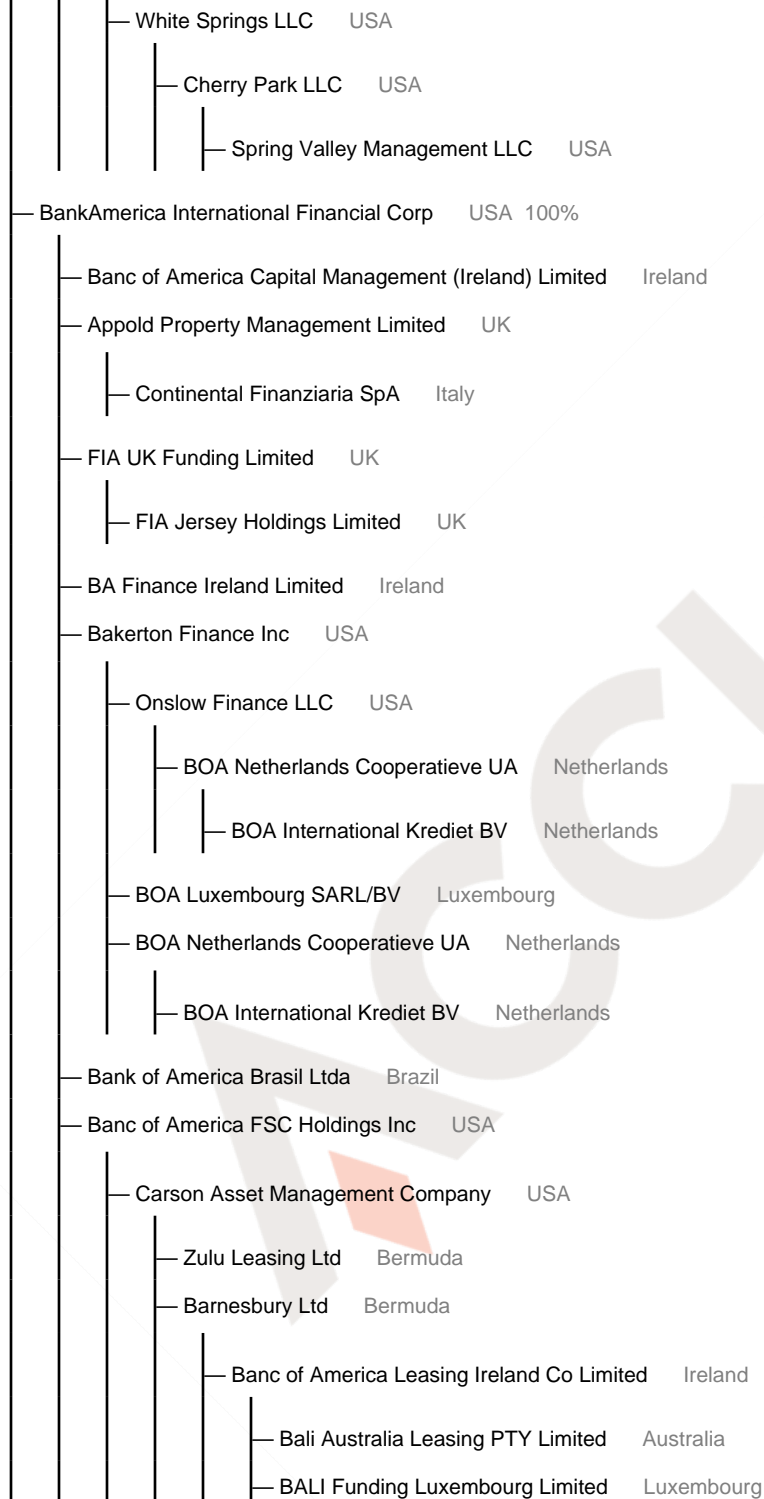 White Springs LLC USA
Cherry Park LLC USA
Spring Valley Management LLC USA
BankAmerica International Financial Corp USA 100%
Banc of America Capital Management (Ireland) Limited Ireland
Appold Property Management Limited UK
Continental Finanziaria SpA Italy
FIA UK Funding Limited UK
FIA Jersey Holdings Limited UK
BA Finance Ireland Limited Ireland
Bakerton Finance Inc USA
Onslow Finance LLC USA
BOA Netherlands Cooperatieve UA Netherlands
BOA International Krediet BV Netherlands
BOA Luxembourg SARL/BV Luxembourg
BOA Netherlands Cooperatieve UA Netherlands
BOA International Krediet BV Netherlands
Bank of America Brasil Ltda Brazil
Banc of America FSC Holdings Inc USA
Carson Asset Management Company USA
Zulu Leasing Ltd Bermuda
Barnesbury Ltd Bermuda
Banc of America Leasing Ireland Co Limited Ireland
Bali Australia Leasing PTY Limited Australia
BALI Funding Luxembourg Limited Luxembourg